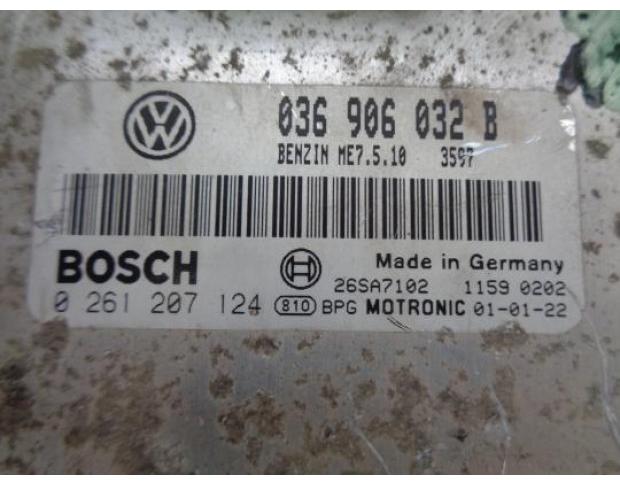 036 906 032 B
BENZIN ME7.5.10 3597
BOSCH Made in Germany
26SA7102 1159 0202
0 261 207 124 810 BPG MOTRONIC 01-01-22